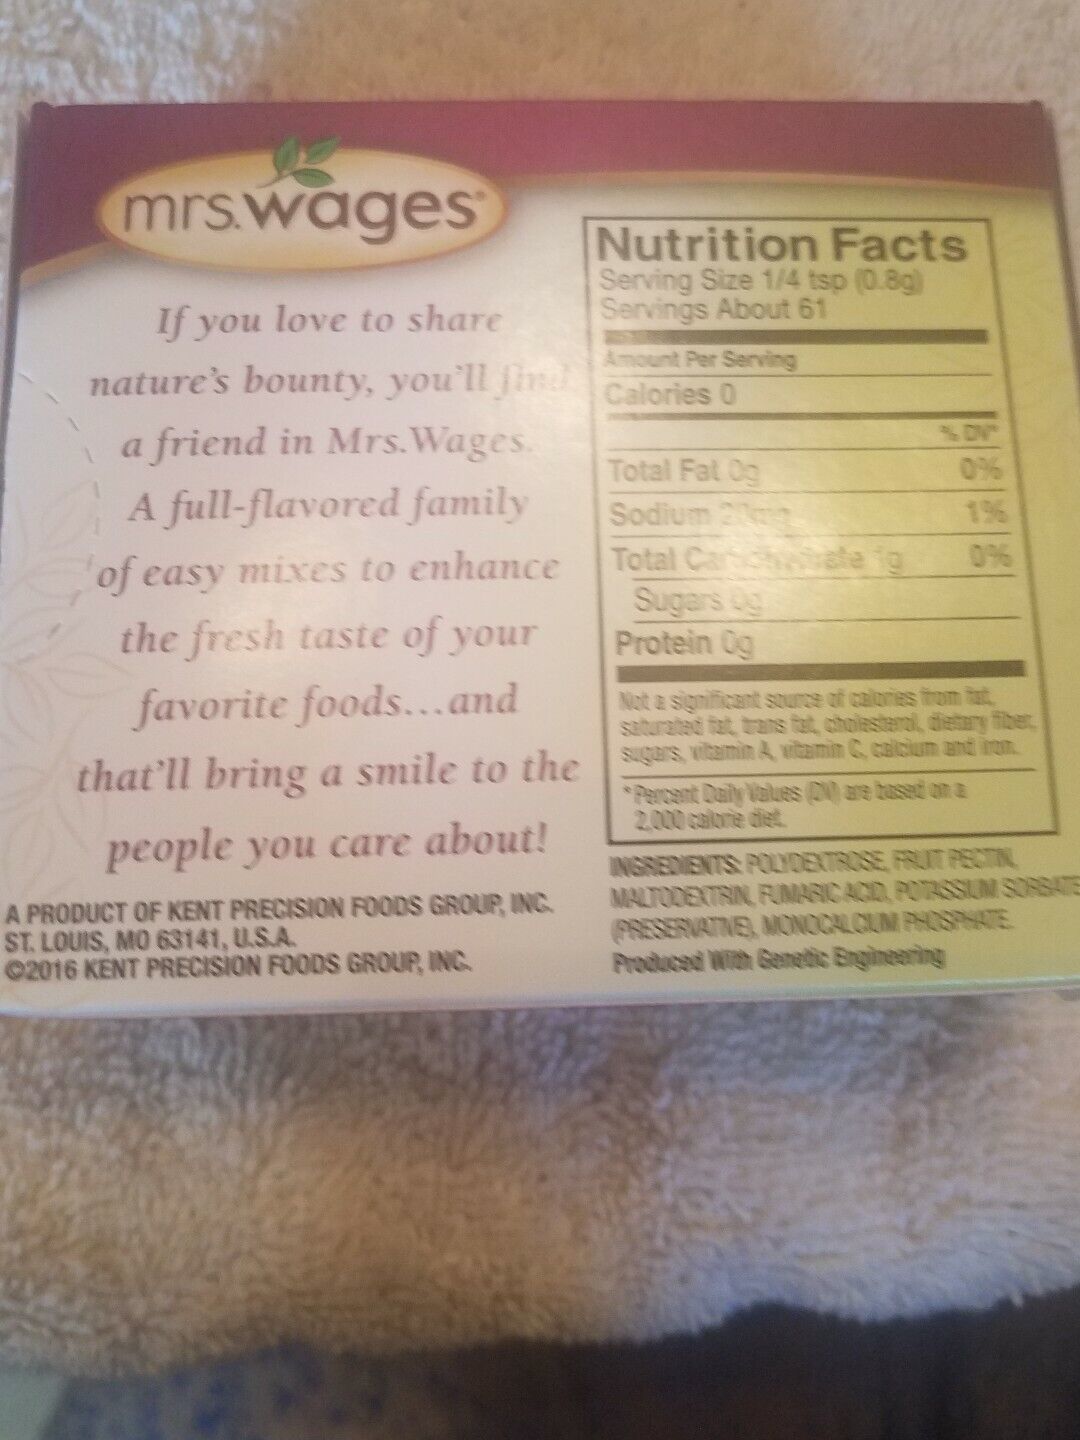 mrs.wages®
If you love to share
nature's bounty, you'll find
a friend in Mrs.Wages.
A full-flavored family
of easy mixes to enhance
the fresh taste of your
favorite foods...and
that'll bring a smile to the
people you care about!
A PRODUCT OF KENT PRECISION FOODS GROUP, INC.
ST. LOUIS, MO 63141, U.S.A.
©2016 KENT PRECISION FOODS GROUP, INC.
Nutrition Facts
Serving Size 1/4 tsp (0.8g)
Servings About 61
Amount Per Serving
Calories 0
% DV*
Total Fat 0g 0%
Sodium 1%
Total Carbohydrate 1g 0%
Sugars 0g
Protein 0g
Not a significant source of calories from fat,
saturated fat, trans fat, cholesterol, dietary fiber,
sugars, vitamin A, vitamin C, calcium and iron.
*Percent Daily Values (DV) are based on a
2,000 calorie diet.
INGREDIENTS: POLYDEXTROSE, FRUIT PECTIN,
MALTODEXTRIN, FUMARIC ACID, POTASSIUM SORBATE
(PRESERVATIVE), MONOCALCIUM PHOSPHATE.
Produced With Genetic Engineering